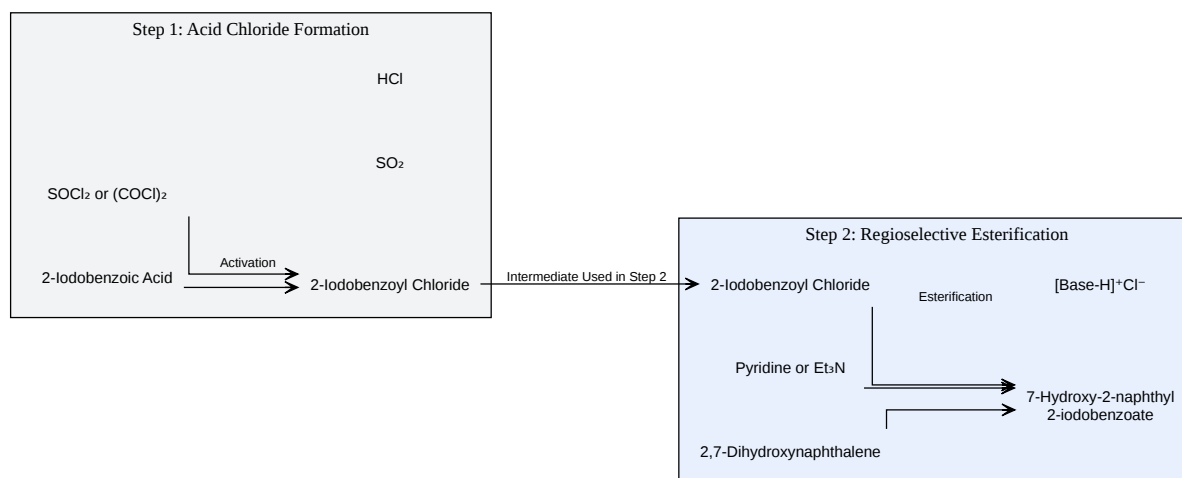 Step 1: Acid Chloride Formation
HCl
SO₂
SOCl₂ or (COCl)₂
Activation
2-Iodobenzoic Acid
2-Iodobenzoyl Chloride
Intermediate Used in Step 2
Step 2: Regioselective Esterification
2-Iodobenzoyl Chloride
Esterification
[Base-H]⁺Cl⁻
Pyridine or Et₃N
7-Hydroxy-2-naphthyl
2-iodobenzoate
2,7-Dihydroxynaphthalene